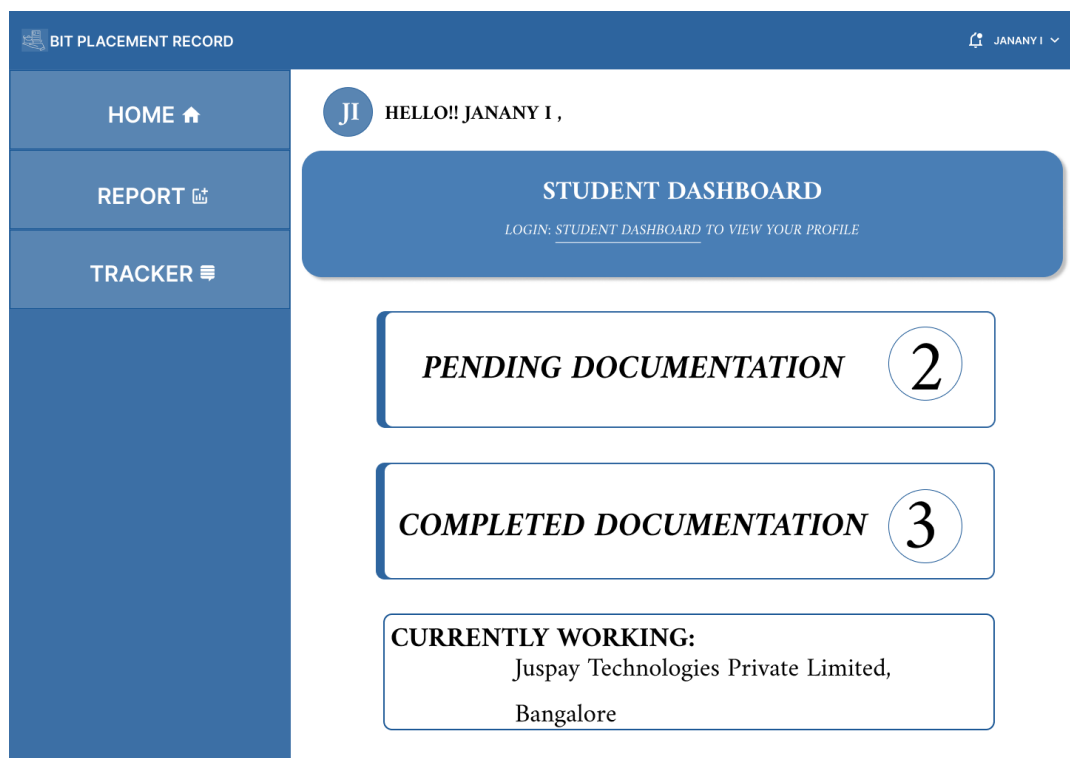 BIT PLACEMENT RECORD
JANANY I
HOME
REPORT
TRACKER
JI
HELLO!! JANANY I ,
STUDENT DASHBOARD
LOGIN: STUDENT DASHBOARD TO VIEW YOUR PROFILE
PENDING DOCUMENTATION
2
COMPLETED DOCUMENTATION
3
CURRENTLY WORKING:
Juspay Technologies Private Limited,
Bangalore